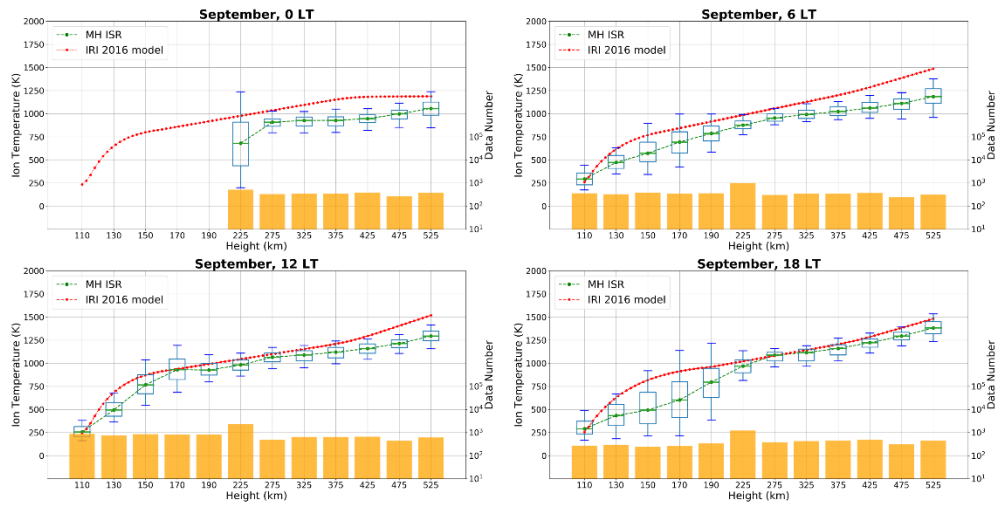 September, 0 LT
MH ISR
IRI 2016 model
Ion Temperature (K)
2000
1750
1500
1250
1000
750
500
250
0
Data Number
10^5
10^4
10^3
10^2
10^1
110 130 150 170 190 225 275 325 375 425 475 525
Height (km)
September, 6 LT
MH ISR
IRI 2016 model
Ion Temperature (K)
2000
1750
1500
1250
1000
750
500
250
0
Data Number
10^5
10^4
10^3
10^2
10^1
110 130 150 170 190 225 275 325 375 425 475 525
Height (km)
September, 12 LT
MH ISR
IRI 2016 model
Ion Temperature (K)
2000
1750
1500
1250
1000
750
500
250
0
Data Number
10^5
10^4
10^3
10^2
10^1
110 130 150 170 190 225 275 325 375 425 475 525
Height (km)
September, 18 LT
MH ISR
IRI 2016 model
Ion Temperature (K)
2000
1750
1500
1250
1000
750
500
250
0
Data Number
10^5
10^4
10^3
10^2
10^1
110 130 150 170 190 225 275 325 375 425 475 525
Height (km)